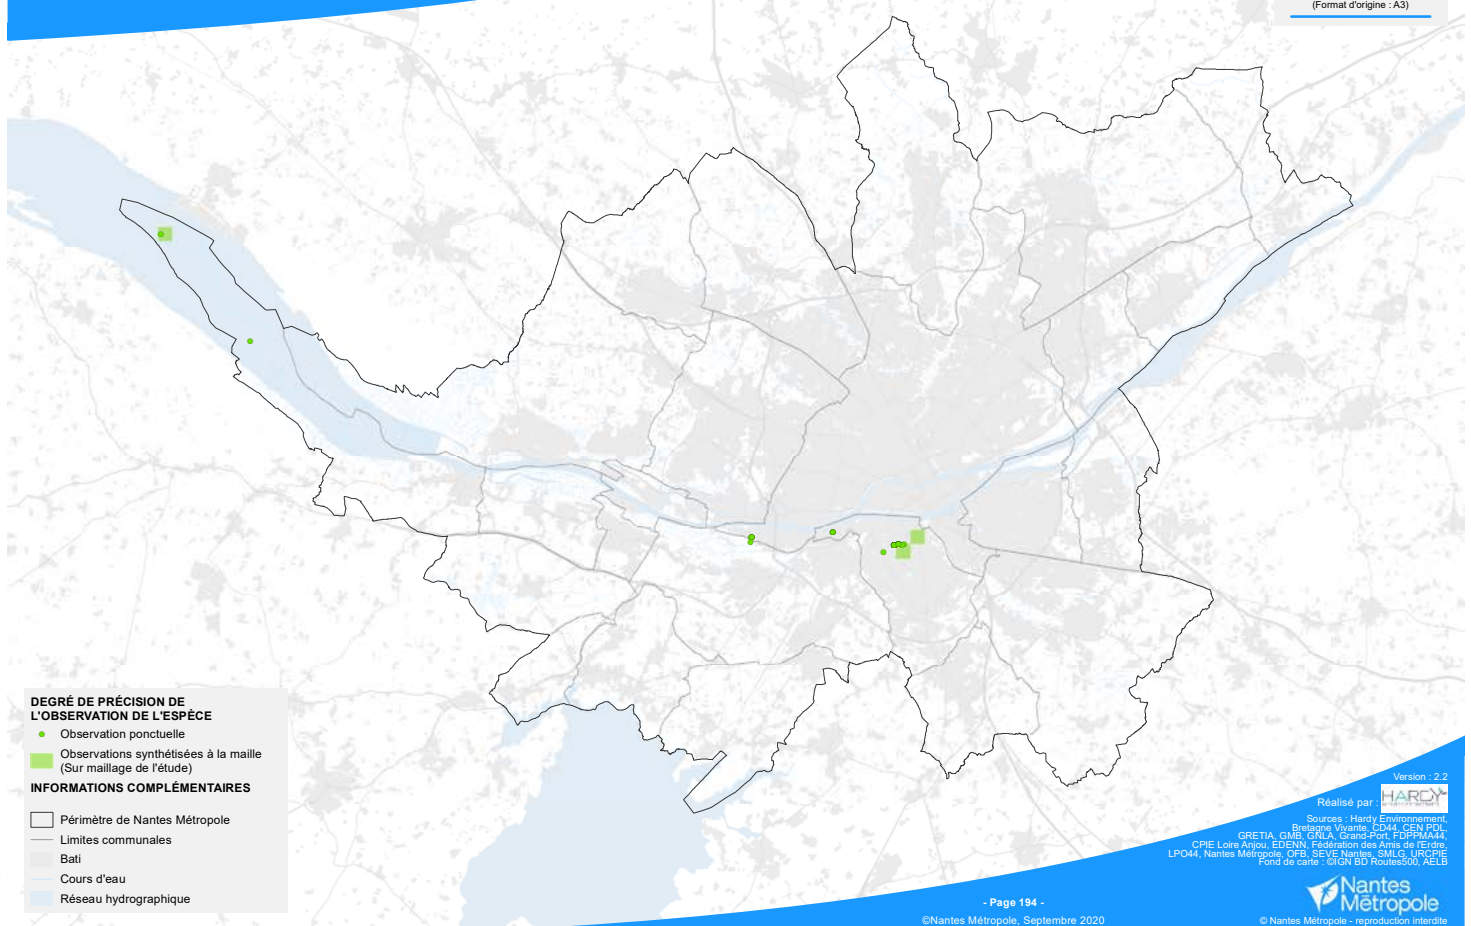 (Format d'origine : A3)
DEGRÉ DE PRÉCISION DE
L'OBSERVATION DE L'ESPÈCE
Observation ponctuelle
Observations synthétisées à la maille
(Sur maillage de l'étude)
INFORMATIONS COMPLÉMENTAIRES
Périmètre de Nantes Métropole
Limites communales
Bati
Cours d'eau
Réseau hydrographique
Version : 2.2
Réalisé par :
HARDY
Sources : Hardy Environnement,
Bretagne Vivante, CD44, CEN PDL,
GRETIA, GMB, GNLA, Grand-Port, FDPPMA44,
CPIE Loire Anjou, EDENN, Fédération des Amis de l'Erdre,
LPO44, Nantes Métropole, OFB, SEVE Nantes, SMLG, URCPIE
Fond de carte : ©IGN BD Routes500, AELB
Nantes
Métropole
- Page 194 -
©Nantes Métropole, Septembre 2020
© Nantes Métropole - reproduction interdite